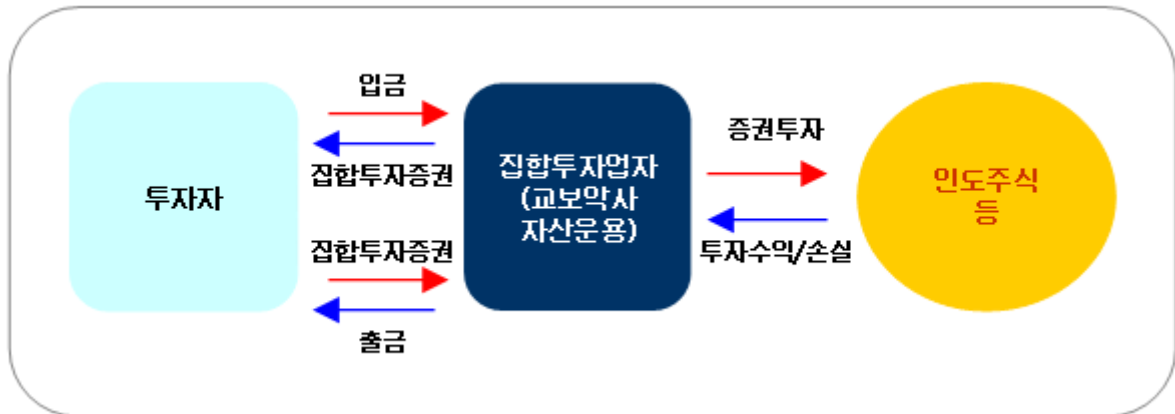 투자자
입금
집합투자증권
집합투자증권
출금
집합투자업자
(교보악사
자산운용)
증권투자
투자수익/손실
인도주식
등